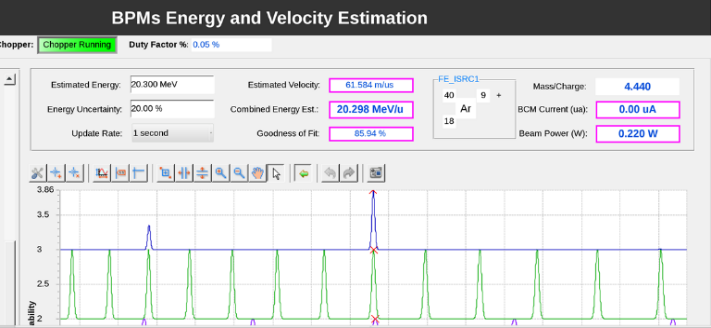 BPMs Energy and Velocity Estimation
Chopper: Chopper Running Duty Factor %: 0.05 %
Estimated Energy: 20.300 MeV Estimated Velocity: 61.584 m/us
FE_ISRC1
40 9 +
Ar
18
Mass/Charge: 4.440
Energy Uncertainty: 20.00 % Combined Energy Est.: 20.298 MeV/u BCM Current (ua): 0.00 uA
Update Rate: 1 second Goodness of Fit: 85.94 % Beam Power (W): 0.220 W
3.86
3.5
3
2.5
2